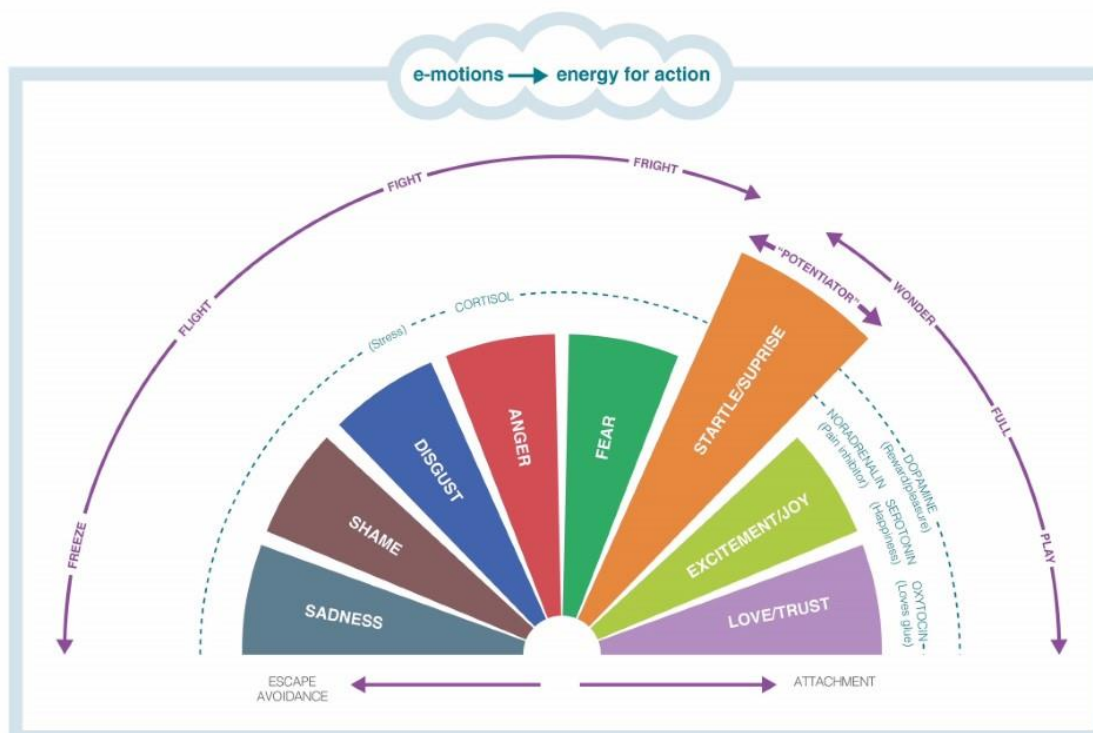 e-motions → energy for action
FREEZE
FLIGHT
FIGHT
FRIGHT
"POTENTIATOR"
WONDER
FULL
PLAY
(Stress)
CORTISOL
SADNESS
SHAME
DISGUST
ANGER
FEAR
STARTLE/SUPRISE
EXCITEMENT/JOY
LOVE/TRUST
NORADRENALIN
(Pain inhibitor)
DOPAMINE
(Reward/pleasure)
SEROTONIN
(Happiness)
OXYTOCIN
(Loves glue)
ESCAPE
AVOIDANCE
ATTACHMENT